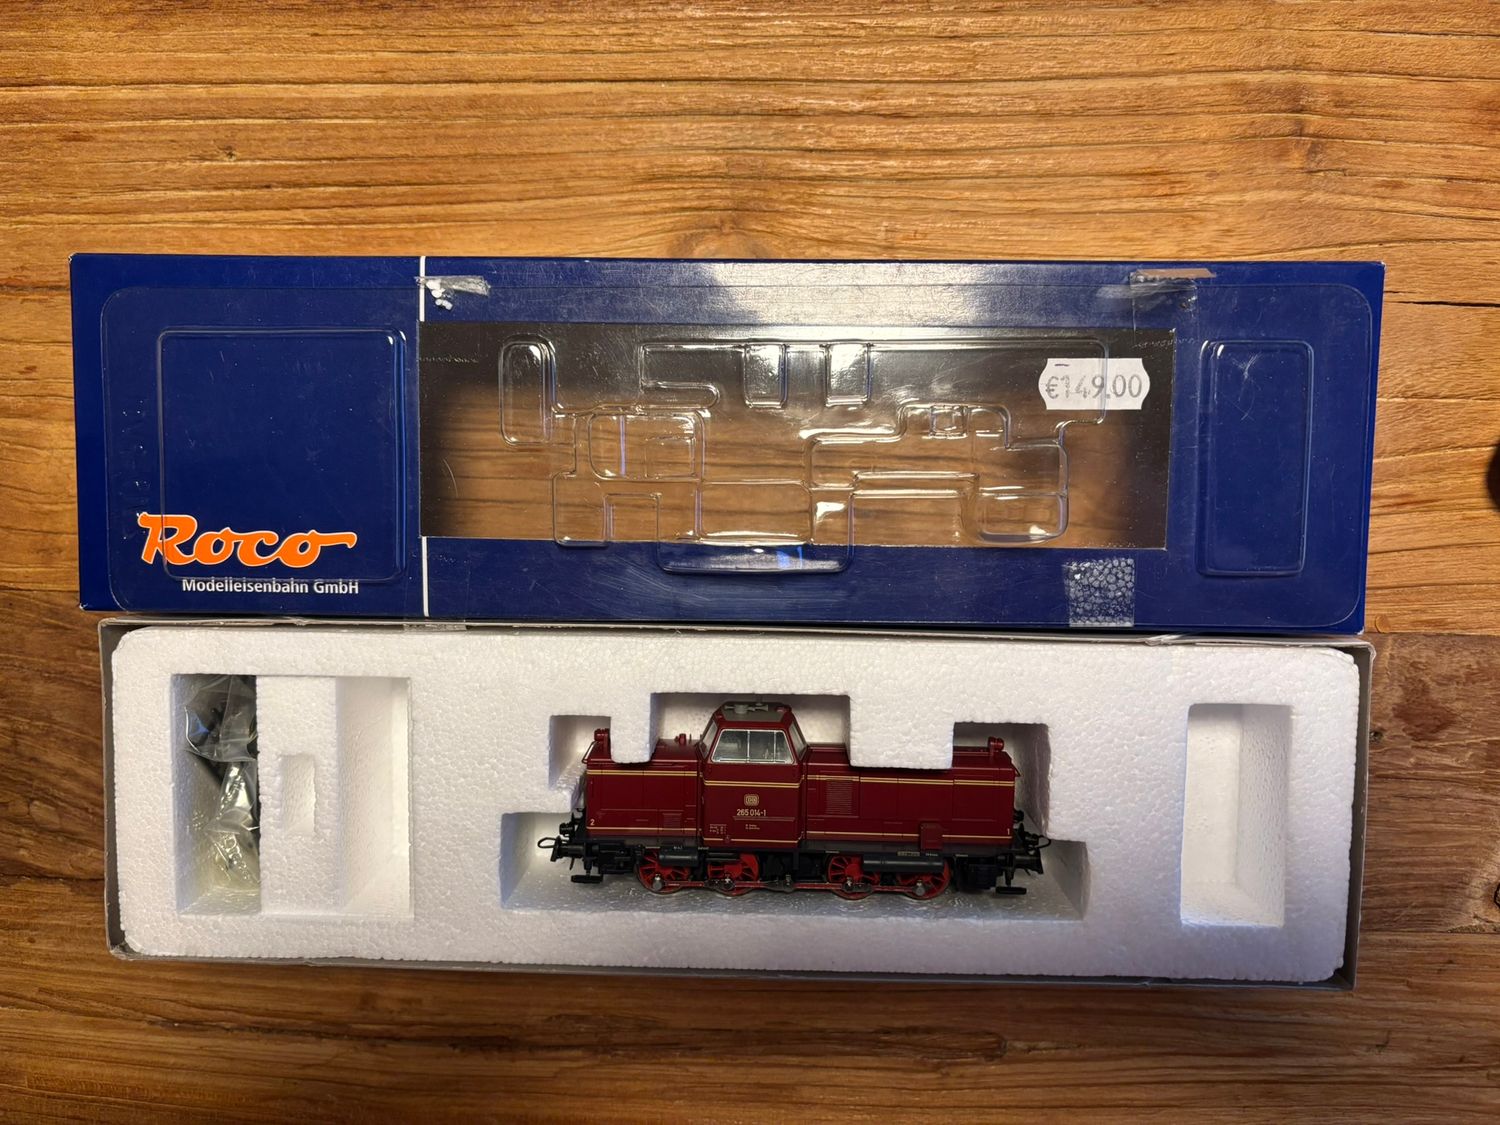 €149.00
Roco
Modelleisenbahn GmbH
DB
265 014-1
2
1